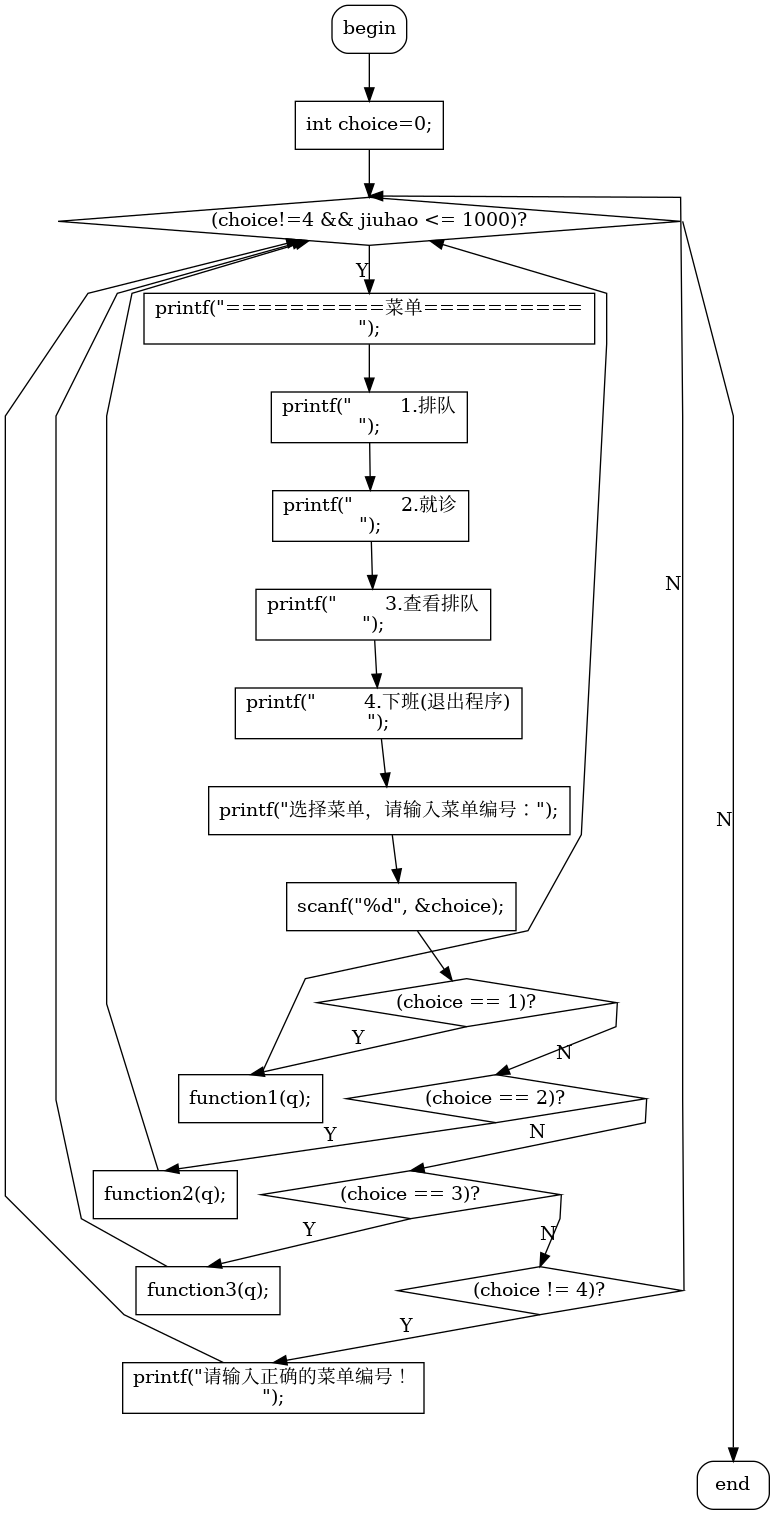 begin
int choice=0;
(choice!=4 && jiuhao <= 1000)?
Y
printf("===========菜单===========
");
printf("        1.排队
");
printf("        2.就诊
");
printf("        3.查看排队
");
N
printf("        4.下班(退出程序)
");
printf("选择菜单，请输入菜单编号：");
N
scanf("%d", &choice);
(choice == 1)?
Y
N
function1(q);
(choice == 2)?
Y
N
function2(q);
(choice == 3)?
Y
N
function3(q);
(choice != 4)?
Y
printf("请输入正确的菜单编号！
");
end